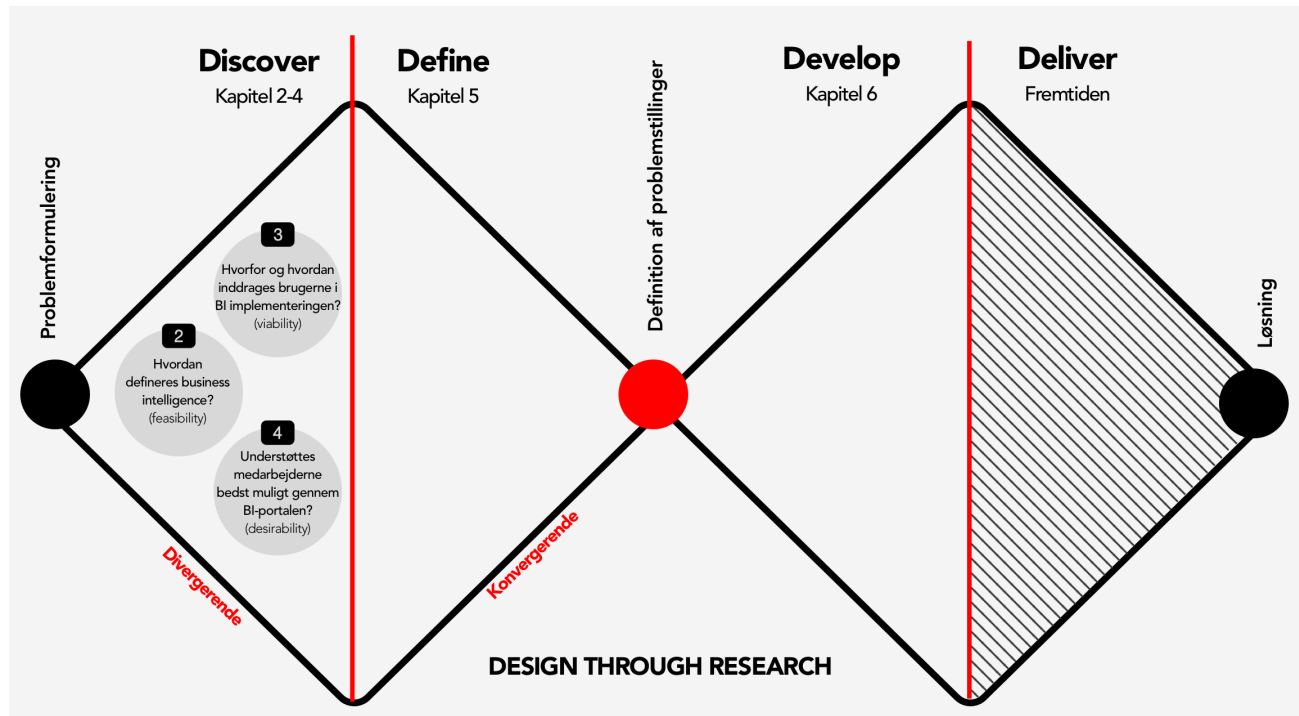 Discover
Kapitel 2-4
Define
Kapitel 5
Develop
Kapitel 6
Deliver
Fremtiden
Problemformulering
Definition af problemstillinger
Løsning
3
Hvorfor og hvordan
inddrages brugerne i
BI implementeringen?
(viability)
2
Hvordan
defineres business
intelligence?
(feasibility)
4
Understøttes
medarbejderne
bedst muligt gennem
BI-portalen?
(desirability)
Divergerende
Konvergerende
DESIGN THROUGH RESEARCH